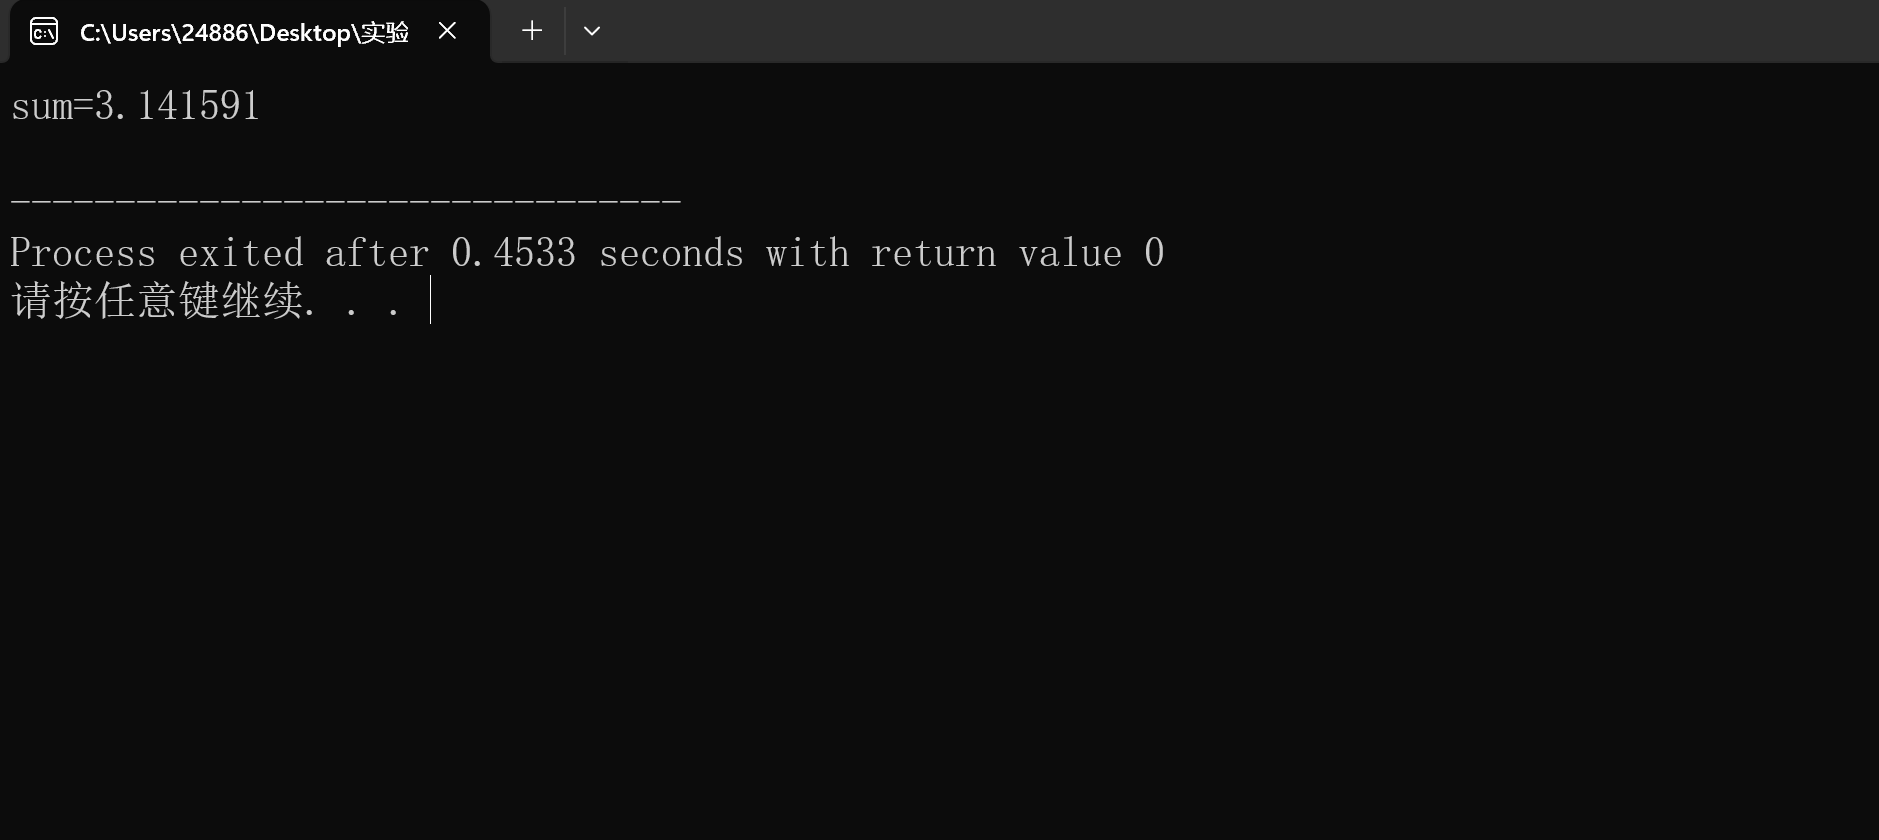 C:\Users\24886\Desktop\实验
sum=3.141591
--------------------------------
Process exited after 0.4533 seconds with return value 0
请按任意键继续. . .